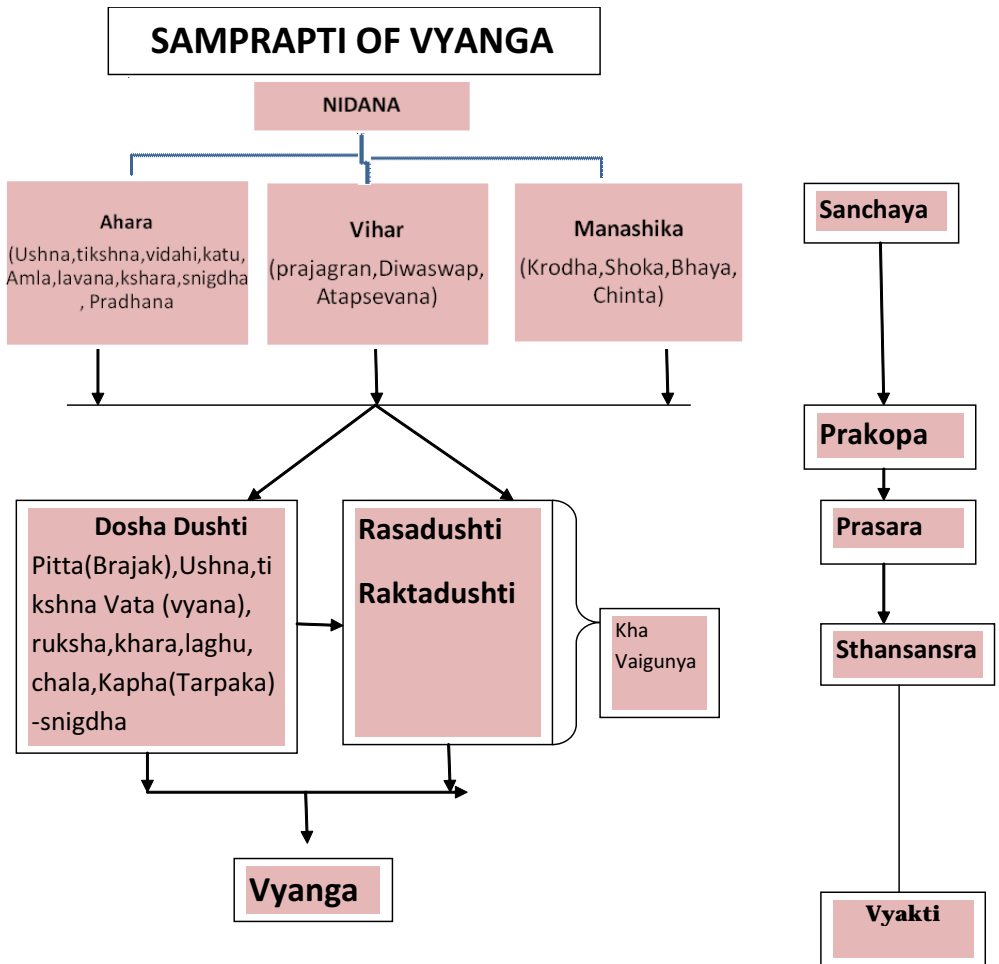 SAMPRAPTI OF VYANGA
NIDANA
Ahara
(Ushna,tikshna,vidahi,katu,
Amla,lavana,kshara,snigdha
, Pradhana
Vihar
(prajagran,Diwaswap,
Atapsevana)
Manashika
(Krodha,Shoka,Bhaya,
Chinta)
Dosha Dushti
Pitta(Brajak),Ushna,ti
kshna Vata (vyana),
ruksha,khara,laghu,
chala,Kapha(Tarpaka)
-snigdha
Rasadushti
Raktadushti
Kha
Vaigunya
Vyanga
Sanchaya
Prakopa
Prasara
Sthansansra
Vyakti